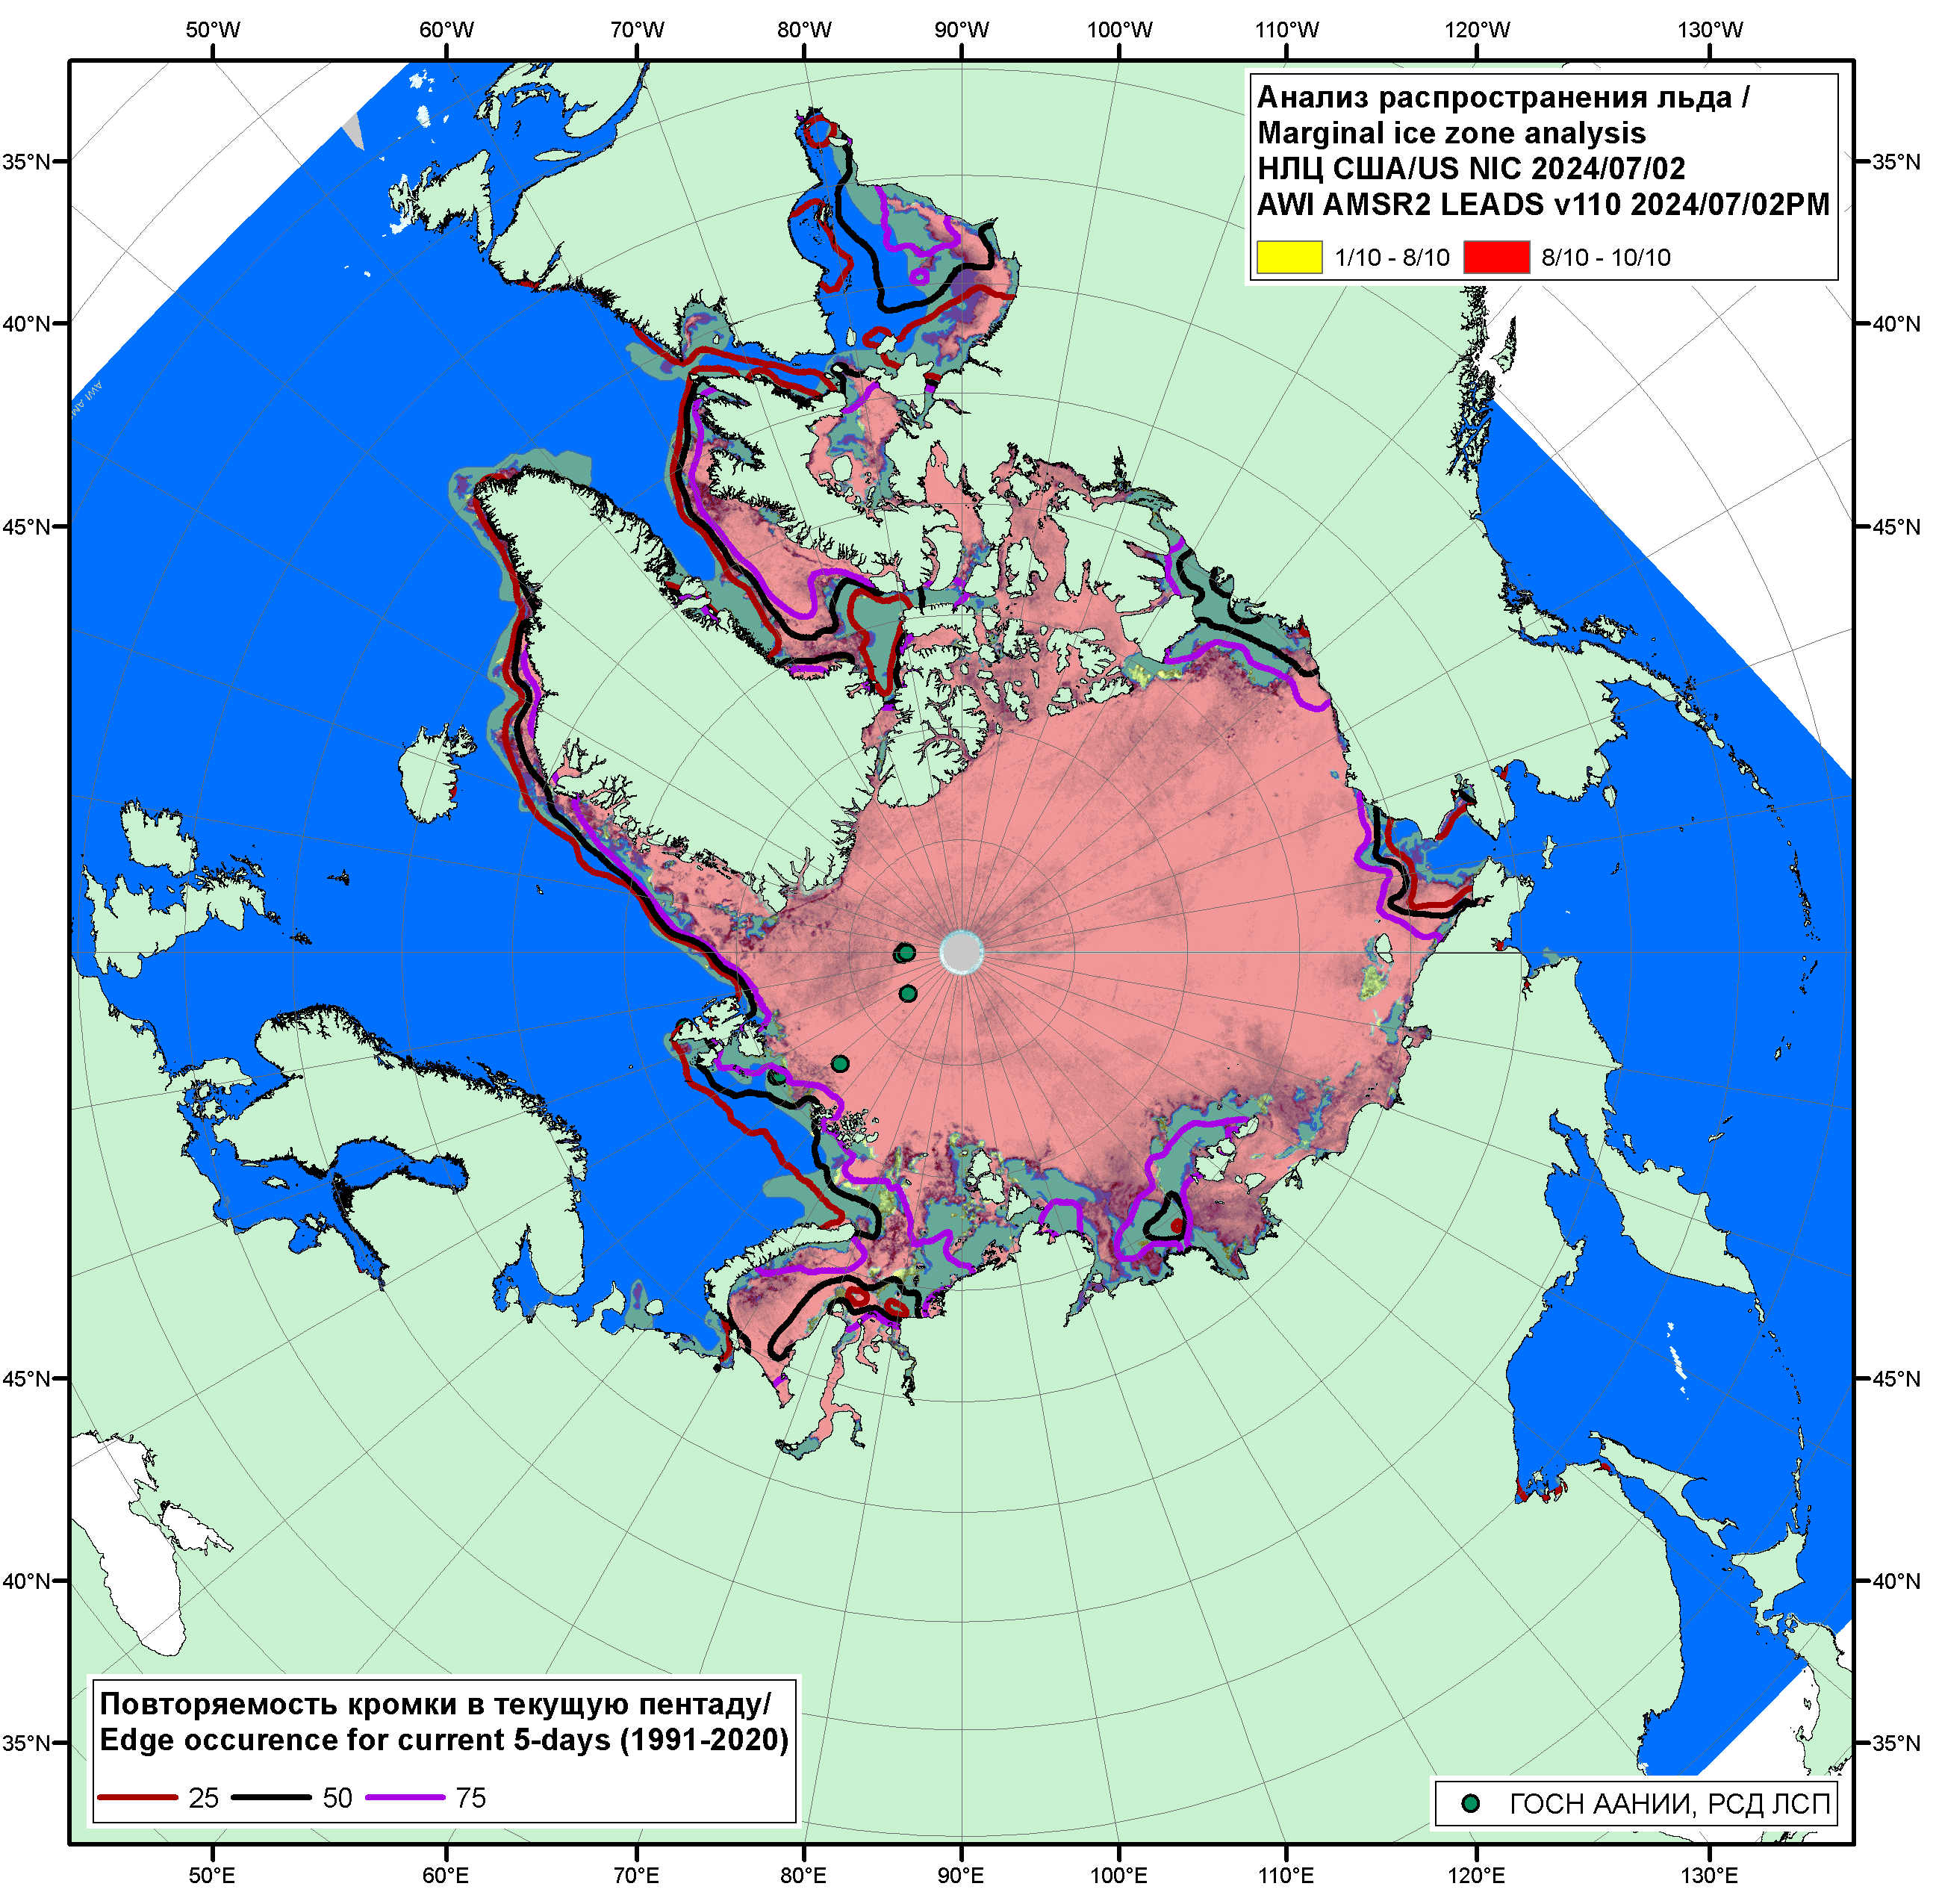 50°W 60°W 70°W 80°W 90°W 100°W 110°W 120°W 130°W
Анализ распространения льда /
Marginal ice zone analysis
НЛЦ США/US NIC 2024/07/02
AWI AMSR2 LEADS v110 2024/07/02PM
1/10 - 8/10 8/10 - 10/10
35°N 35°N
40°N 40°N
AWI AM
45°N 45°N
45°N 45°N
40°N 40°N
35°N 35°N
Повторяемость кромки в текущую пентаду/
Edge occurence for current 5-days (1991-2020)
25 50 75
ГОСН ААНИИ, РСД ЛСП
50°E 60°E 70°E 80°E 90°E 100°E 110°E 120°E 130°E